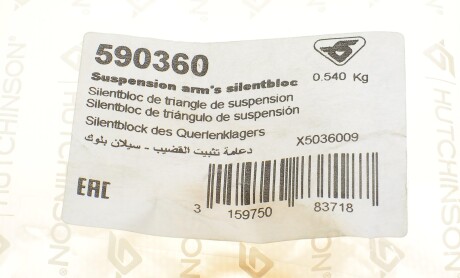 590360
0.540 Kg
Suspension arm's silentbloc
Silentbloc de triangle de suspension
Silentbloc de triángulo de suspensión
Silentblock des Querlenklagers
X5036009
دعامة تثبيت القضيب - سيلان بلوك
EAC
3 159750 83718
HUTCHINSON
HUTCHINSON